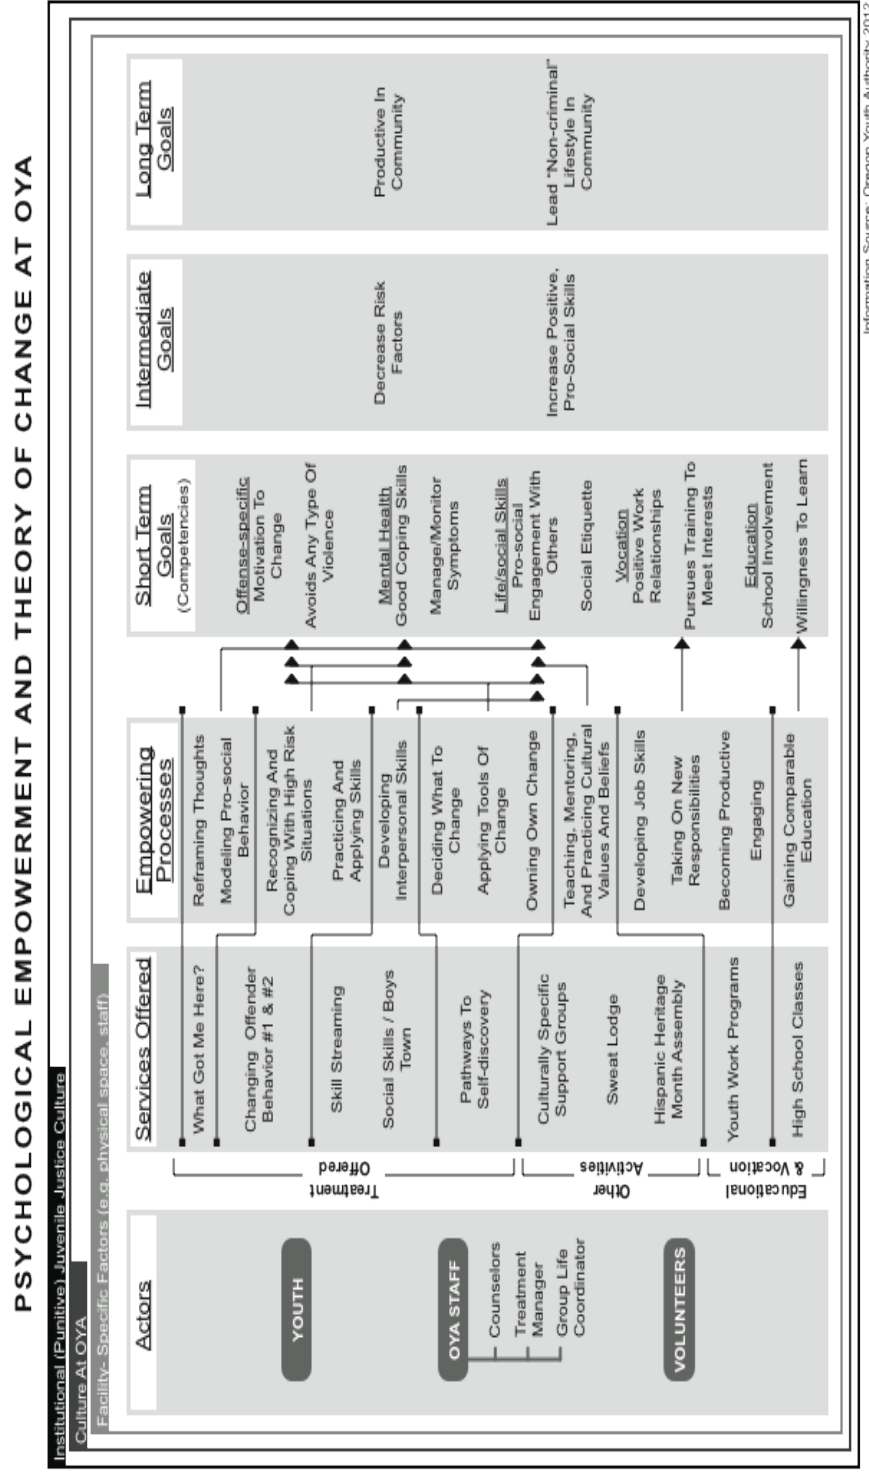 PSYCHOLOGICAL EMPOWERMENT AND THEORY OF CHANGE AT OYA
Institutional (Punitive) Juvenile Justice Culture
Culture At OYA
Facility- Specific Factors (e.g. physical space, staff)
Actors
YOUTH
OYA STAFF
Counselors
Treatment
Manager
Group Life
Coordinator
VOLUNTEERS
Treatment
Offered
Other
Activities
Educational
& Vocation
Services Offered
What Got Me Here?
Changing Offender
Behavior #1 & #2
Skill Streaming
Social Skills / Boys
Town
Pathways To
Self-discovery
Culturally Specific
Support Groups
Sweat Lodge
Hispanic Heritage
Month Assembly
Youth Work Programs
High School Classes
Empowering
Processes
Reframing Thoughts
Modeling Pro-social
Behavior
Recognizing And
Coping With High Risk
Situations
Practicing And
Applying Skills
Developing
Interpersonal Skills
Deciding What To
Change
Applying Tools Of
Change
Owning Own Change
Teaching, Mentoring,
And Practicing Cultural
Values And Beliefs
Developing Job Skills
Taking On New
Responsibilities
Becoming Productive
Engaging
Gaining Comparable
Education
Short Term
Goals
(Competencies)
Offense-specific
Motivation To
Change
Avoids Any Type Of
Violence
Mental Health
Good Coping Skills
Manage/Monitor
Symptoms
Life/social Skills
Pro-social
Engagement With
Others
Social Etiquette
Vocation
Positive Work
Relationships
Pursues Training To
Meet Interests
Education
School Involvement
Willingness To Learn
Intermediate
Goals
Decrease Risk
Factors
Increase Positive,
Pro-Social Skills
Long Term
Goals
Productive In
Community
Lead "Non-criminal"
Lifestyle In
Community
Information Source: Oregon Youth Authority 2012